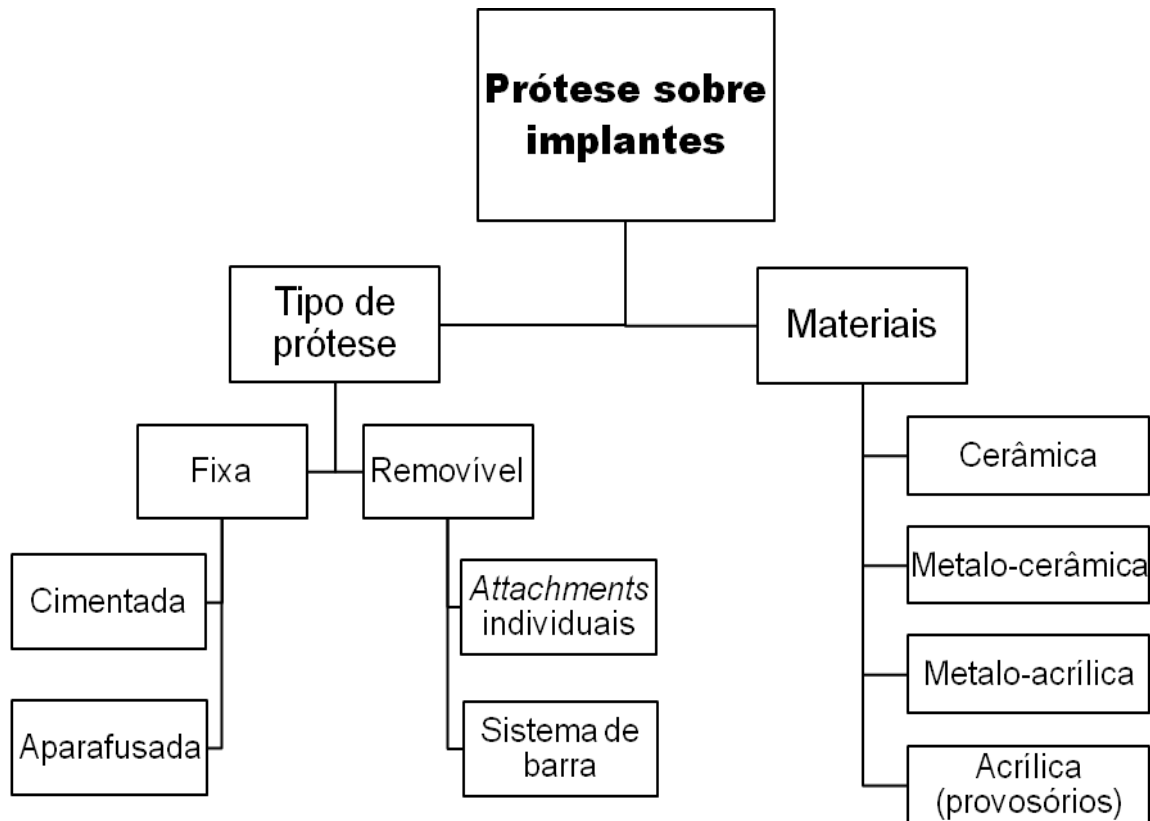 Prótese sobre
implantes
Tipo de
prótese
Materiais
Fixa
Removível
Cimentada
Aparafusada
Attachments
individuais
Sistema de
barra
Cerâmica
Metalo-cerâmica
Metalo-acrílica
Acrílica
(provosórios)